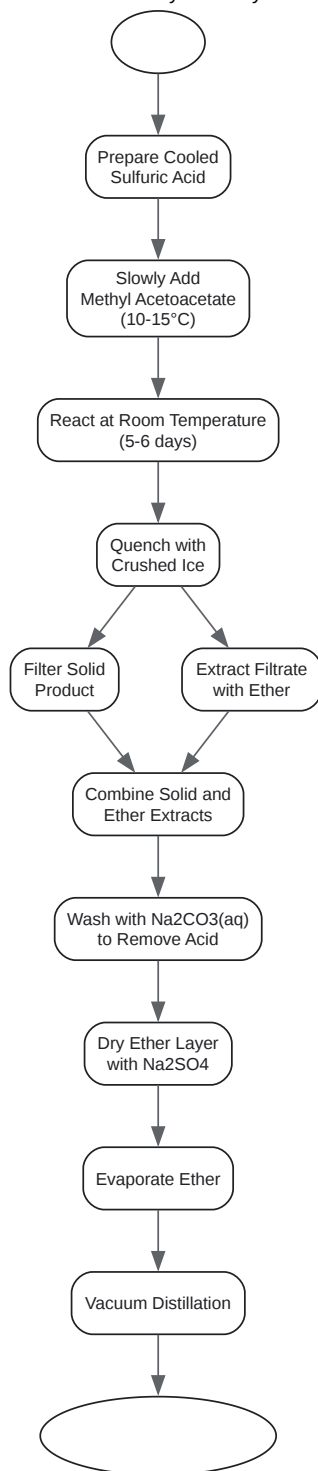 Prepare Cooled
Sulfuric Acid
Slowly Add
Methyl Acetoacetate
(10-15°C)
React at Room Temperature
(5-6 days)
Quench with
Crushed Ice
Filter Solid
Product
Extract Filtrate
with Ether
Combine Solid and
Ether Extracts
Wash with Na2CO3(aq)
to Remove Acid
Dry Ether Layer
with Na2SO4
Evaporate Ether
Vacuum Distillation